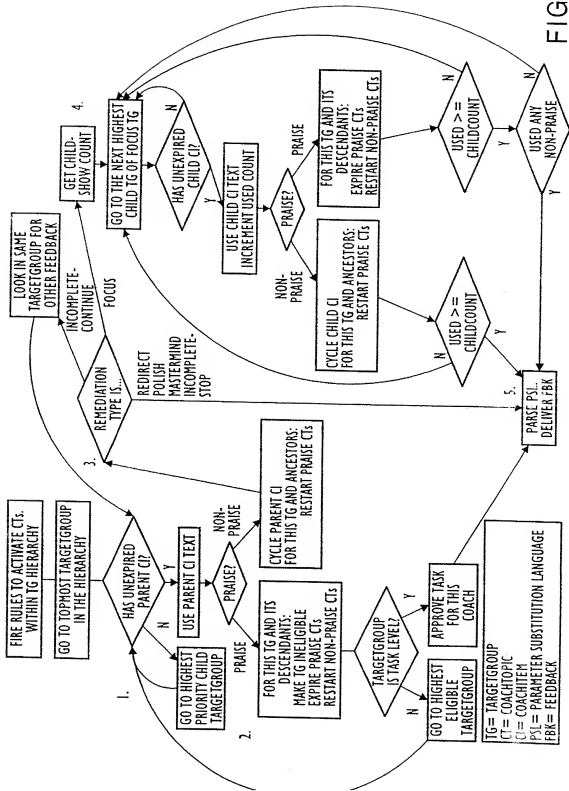 FIRE RULES TO ACTIVATE CTs.
WITHIN TG HIERARCHY
GO TO TOPMOST TARGETGROUP
IN THE HIERARCHY
1.
HAS UNEXPIRED
PARENT CI?
N
Y
GO TO HIGHEST
PRIORITY CHILD
TARGETGROUP
USE PARENT CI TEXT
2.
PRAISE?
PRAISE
NON-
PRAISE
FOR THIS TG AND ITS
DESCENDANTS:
MAKE TG INELIGIBLE
EXPIRE PRAISE CTs
RESTART NON-PRAISE CTs
CYCLE PARENT CI
FOR THIS TG AND ANCESTORS:
RESTART PRAISE CTs
TARGETGROUP
IS TASK LEVEL?
N
Y
GO TO HIGHEST
ELIGIBLE
TARGETGROUP
APPROVE TASK
FOR THIS
COACH
TG= TARGETGROUP
CT= COACHTOPIC
CI= COACHITEM
PSL= PARAMETER SUBSTITUTION LANGUAGE
FBK= FEEDBACK
LOOK IN SAME
TARGETGROUP FOR
OTHER FEEDBACK
3.
REMEDIATION
TYPE IS...
INCOMPLETE-
CONTINUE
FOCUS
REDIRECT
POLISH
MASTERMIND
INCOMPLETE-
STOP
4.
GET CHILD-
SHOW COUNT
GO TO THE NEXT HIGHEST
CHILD TG OF FOCUS TG
HAS UNEXPIRED
CHILD CI?
N
Y
USE CHILD CI TEXT
INCREMENT USED COUNT
PRAISE?
NON-
PRAISE
PRAISE
CYCLE CHILD CI
FOR THIS TG AND ANCESTORS:
RESTART PRAISE CTs
FOR THIS TG AND ITS
DESCENDANTS:
EXPIRE PRAISE CTs
RESTART NON-PRAISE CTs
USED >=
CHILDCOUNT
N
Y
USED >=
CHILDCOUNT
N
Y
USED ANY
NON-PRAISE
N
Y
5.
PARSE PSL.
DELIVER FBK
FIG